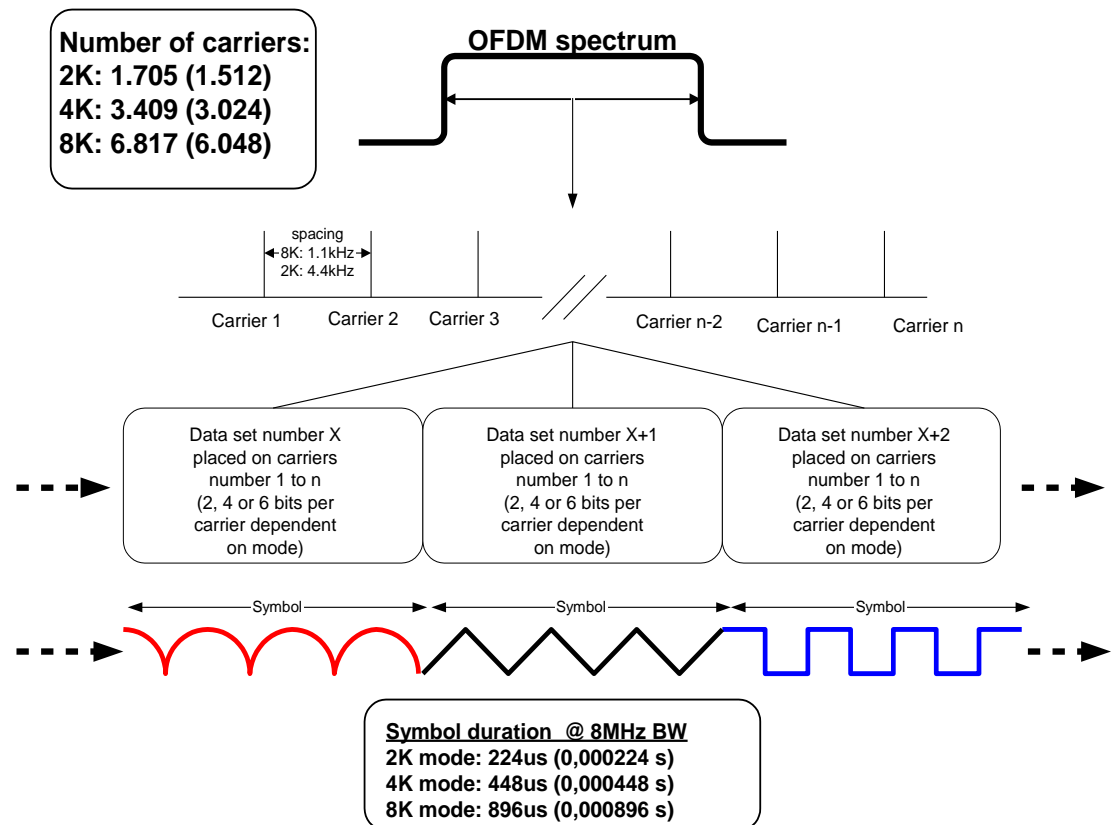 Number of carriers:
2K: 1.705 (1.512)
4K: 3.409 (3.024)
8K: 6.817 (6.048)
OFDM spectrum
spacing
8K: 1.1kHz
2K: 4.4kHz
Carrier 1
Carrier 2
Carrier 3
Carrier n-2
Carrier n-1
Carrier n
Data set number X
placed on carriers
number 1 to n
(2, 4 or 6 bits per
carrier dependent
on mode)
Data set number X+1
placed on carriers
number 1 to n
(2, 4 or 6 bits per
carrier dependent
on mode)
Data set number X+2
placed on carriers
number 1 to n
(2, 4 or 6 bits per
carrier dependent
on mode)
Symbol
Symbol
Symbol
Symbol duration @ 8MHz BW
2K mode: 224us (0,000224 s)
4K mode: 448us (0,000448 s)
8K mode: 896us (0,000896 s)